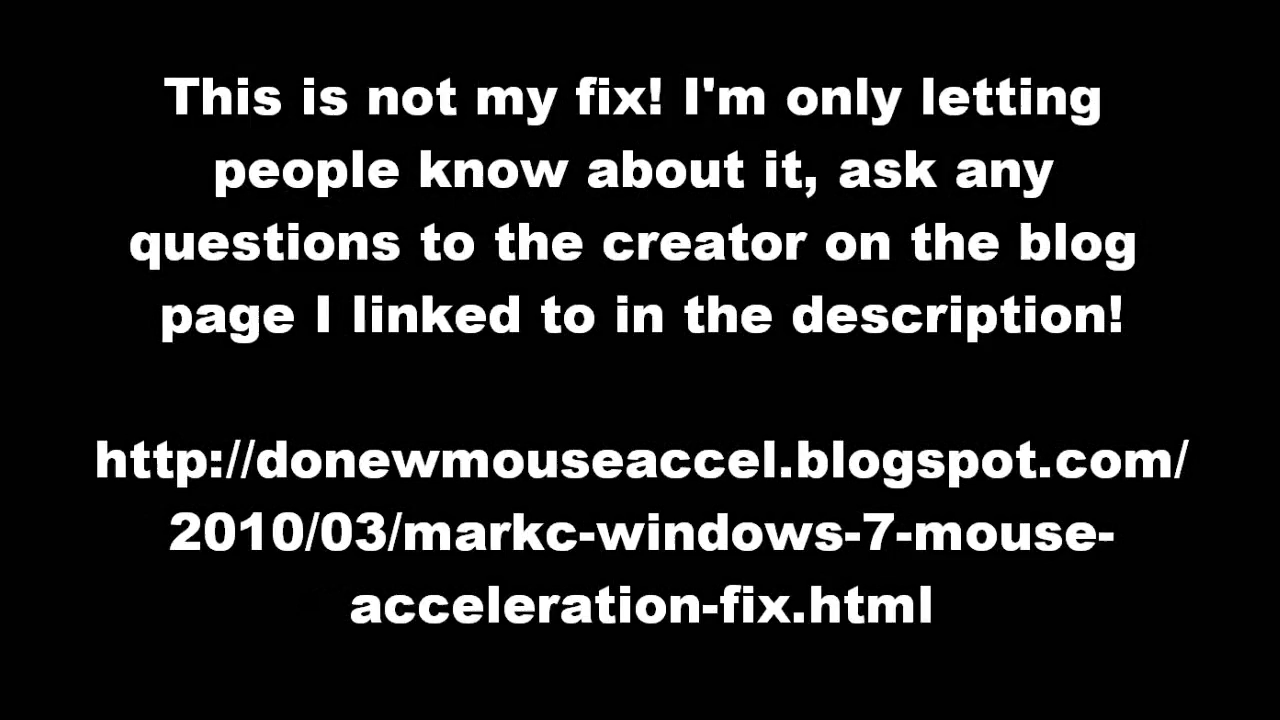 This is not my fix! I'm only letting
people know about it, ask any
questions to the creator on the blog
page I linked to in the description!
http://donewmouseaccel.blogspot.com/
2010/03/markc-windows-7-mouse-
acceleration-fix.html